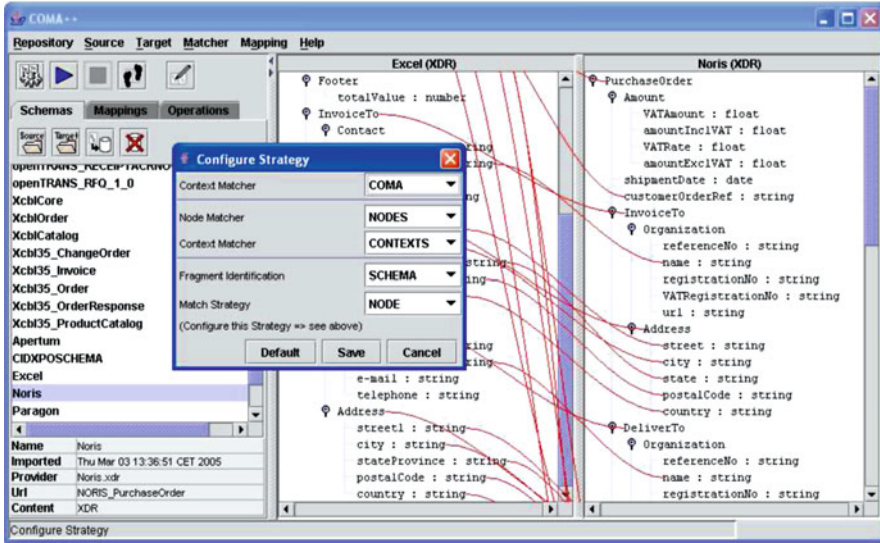 COMA++
Repository Source Target Matcher Mapping Help
Schemas Mappings Operations
Source Target
openTRANS_RFQ_1_0
XcblCore
XcblOrder
XcblCatalog
Xcbl35_ChangeOrder
Xcbl35_Invoice
Xcbl35_Order
Xcbl35_OrderResponse
Xcbl35_ProductCatalog
Apertum
CIDXPOSCHEMA
Excel
Noris
Paragon
Name Noris
Imported Thu Mar 03 13:36:51 CET 2005
Provider Noris.xdr
Url NORIS_PurchaseOrder
Content XDR
Configure Strategy
Configure Strategy
Context Matcher COMA
Node Matcher NODES
Context Matcher CONTEXTS
Fragment Identification SCHEMA
Match Strategy NODE
(Configure this Strategy => see above)
Default Save Cancel
Excel (XDR)
Footer
totalValue : number
InvoiceTo
Contact
e-mail : string
telephone : string
Address
street1 : string
city : string
stateProvince : string
postalCode : string
country : string
Noris (XDR)
PurchaseOrder
Amount
VATAmount : float
amountInclVAT : float
VATRate : float
amountExclVAT : float
shipmentDate : date
customerOrderRef : string
InvoiceTo
Organization
referenceNo : string
name : string
registrationNo : string
VATRegistrationNo : string
url : string
Address
street : string
city : string
state : string
postalCode : string
country : string
DeliverTo
Organization
referenceNo : string
name : string
registrationNo : string